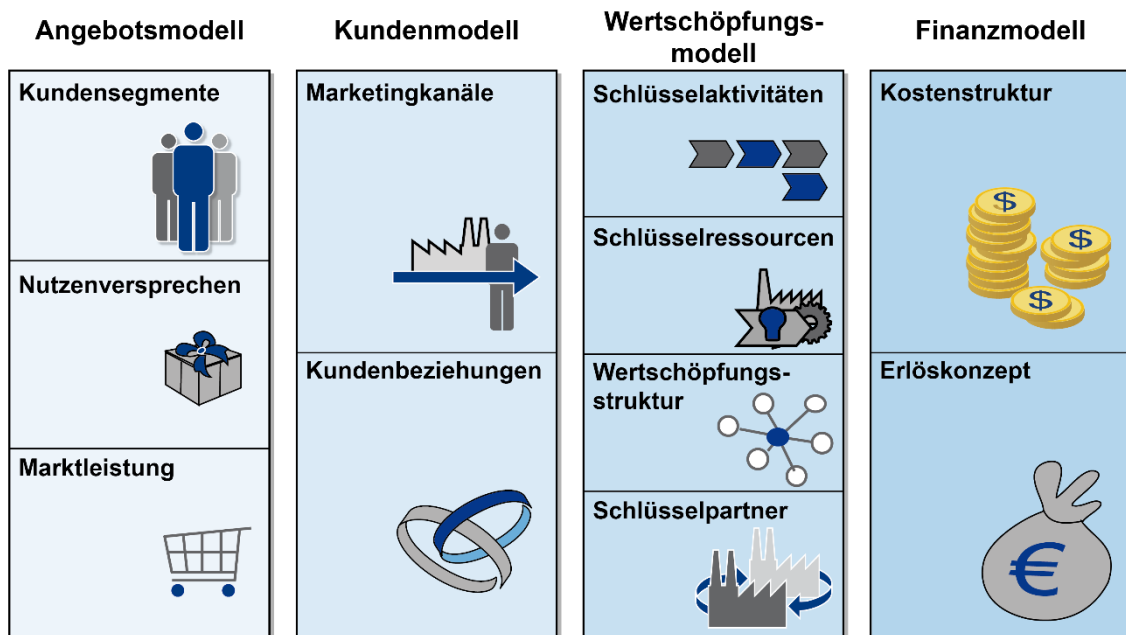 Angebotsmodell
Kundensegmente
Nutzenversprechen
Marktleistung
Kundenmodell
Marketingkanäle
Kundenbeziehungen
Wertschöpfungs-
modell
Schlüsselaktivitäten
Schlüsselressourcen
Wertschöpfungs-
struktur
Schlüsselpartner
Finanzmodell
Kostenstruktur
$
$
$
Erlöskonzept
€